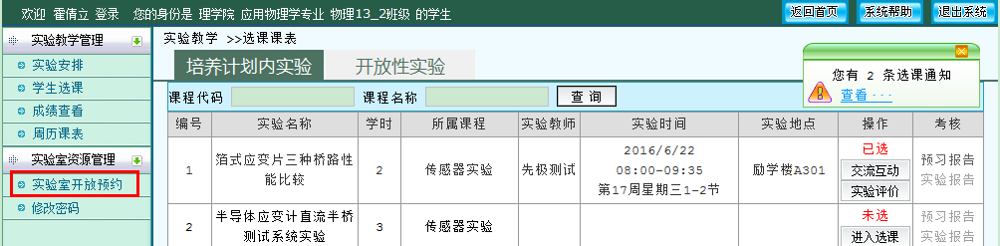 欢迎 霍倩立 登录 您的身份是 理学院 应用物理学专业 物理13_2班级 的学生
返回首页 系统帮助 退出系统
实验教学管理
实验安排
学生选课
成绩查看
周历课表
实验室资源管理
实验室开放预约
修改密码
实验教学 >>选课课表
培养计划内实验 开放性实验
您有 2 条选课通知
查看···
课程代码 课程名称 查 询
编号 实验名称 学时 所属课程 实验教师 实验时间 实验地点 操作 考核
1
箔式应变片三种桥路性
能比较
2
传感器实验
先极测试
2016/6/22
08:00-09:35
第17周星期三1-2节
励学楼A301
已选
交流互动
实验评价
预习报告
实验报告
2
半导体应变计直流半桥
测试系统实验
3
传感器实验
未选
进入选课
预习报告
实验报告